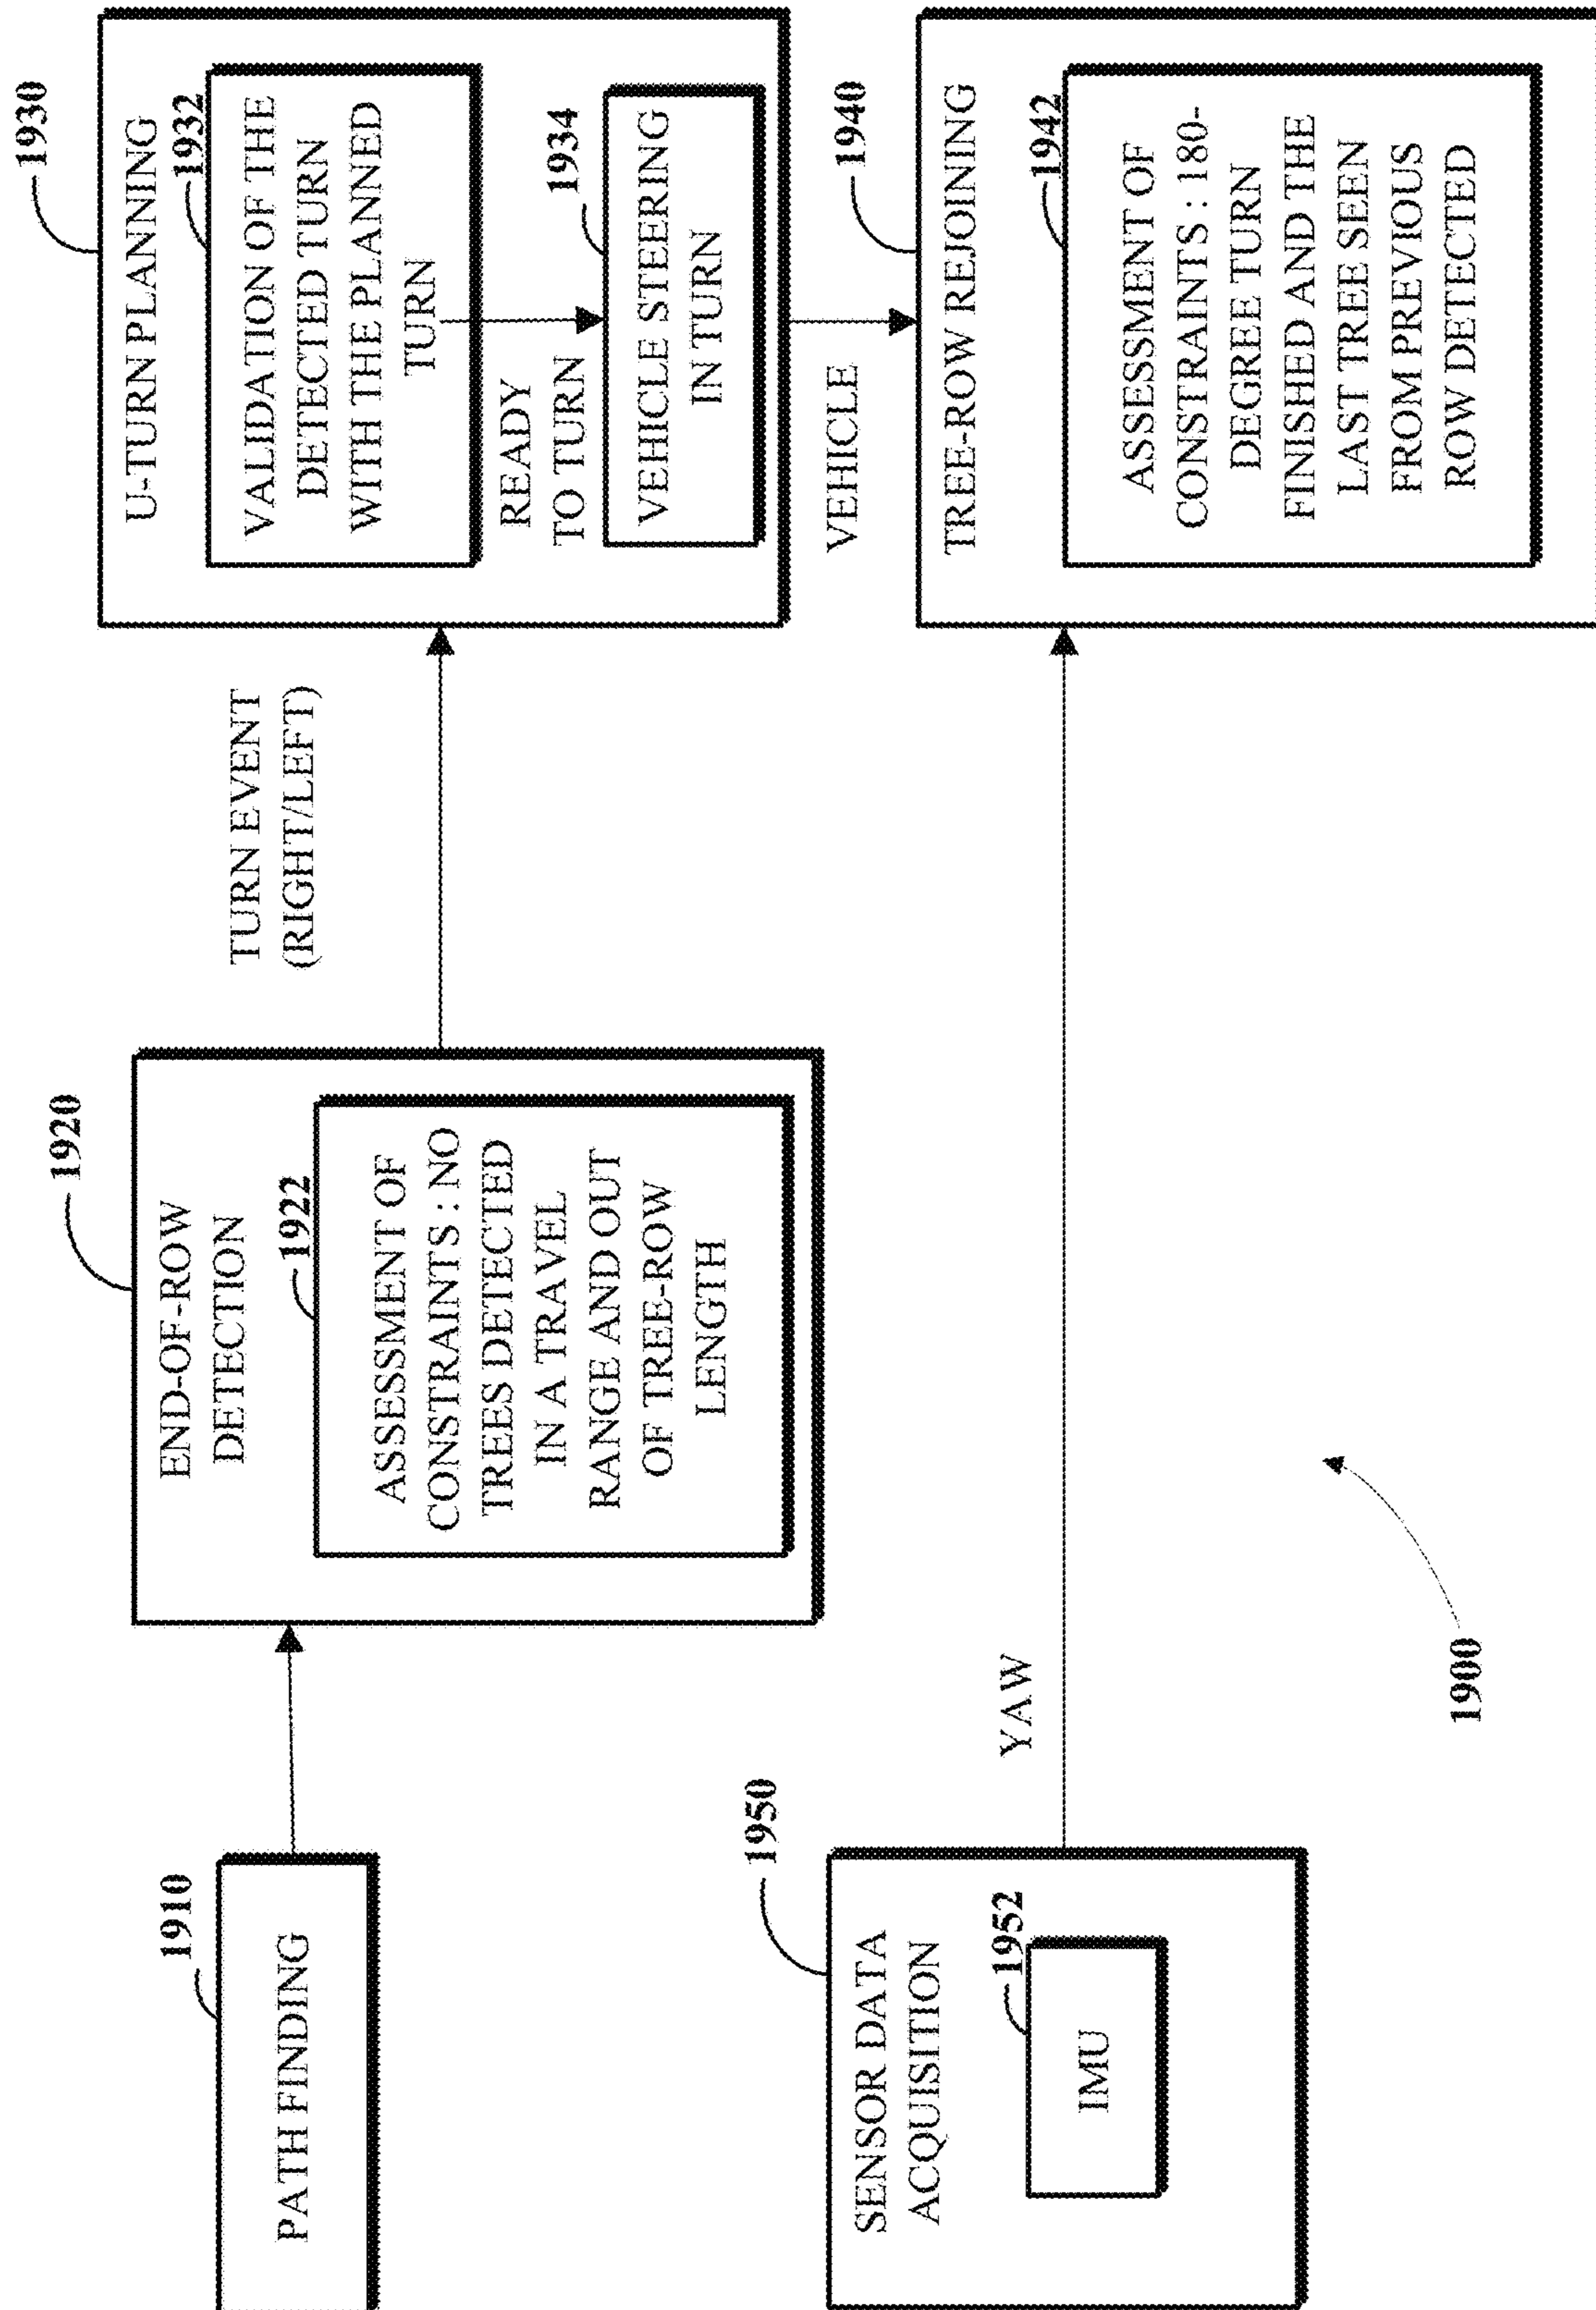 1910
PATH FINDING
1920
END-OF-ROW
DETECTION
1922
ASSESSMENT OF
CONSTRAINTS : NO
TREES DETECTED
IN A TRAVEL
RANGE AND OUT
OF TREE-ROW
LENGTH
TURN EVENT
(RIGHT/LEFT)
1930
U-TURN PLANNING
1932
VALIDATION OF THE
DETECTED TURN
WITH THE PLANNED
TURN
READY
TO TURN
1934
VEHICLE STEERING
IN TURN
VEHICLE
1940
TREE-ROW REJOINING
1942
ASSESSMENT OF
CONSTRAINTS : 180-
DEGREE TURN
FINISHED AND THE
LAST TREE SEEN
FROM PREVIOUS
ROW DETECTED
1950
SENSOR DATA
ACQUISITION
1952
IMU
YAW
1900